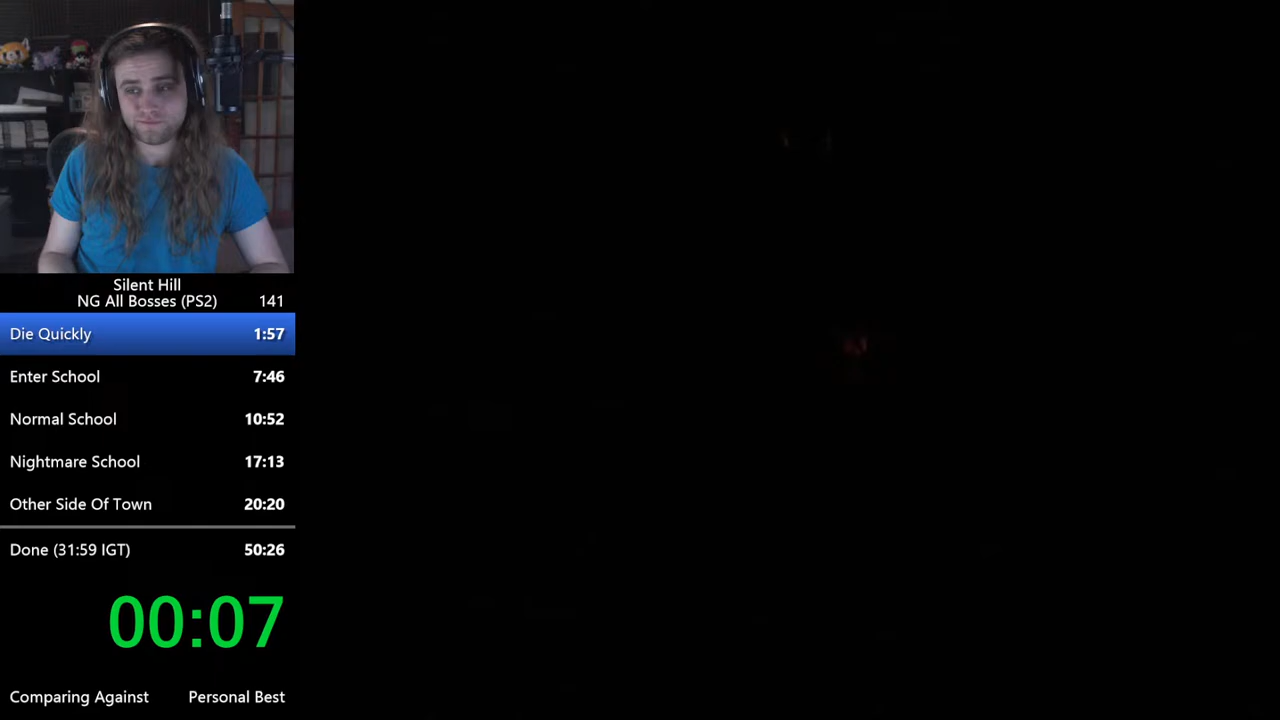 Silent Hill
NG All Bosses (PS2) 141
Die Quickly 1:57
Enter School 7:46
Normal School 10:52
Nightmare School 17:13
Other Side Of Town 20:20
Done (31:59 IGT) 50:26
00:07
Comparing Against Personal Best